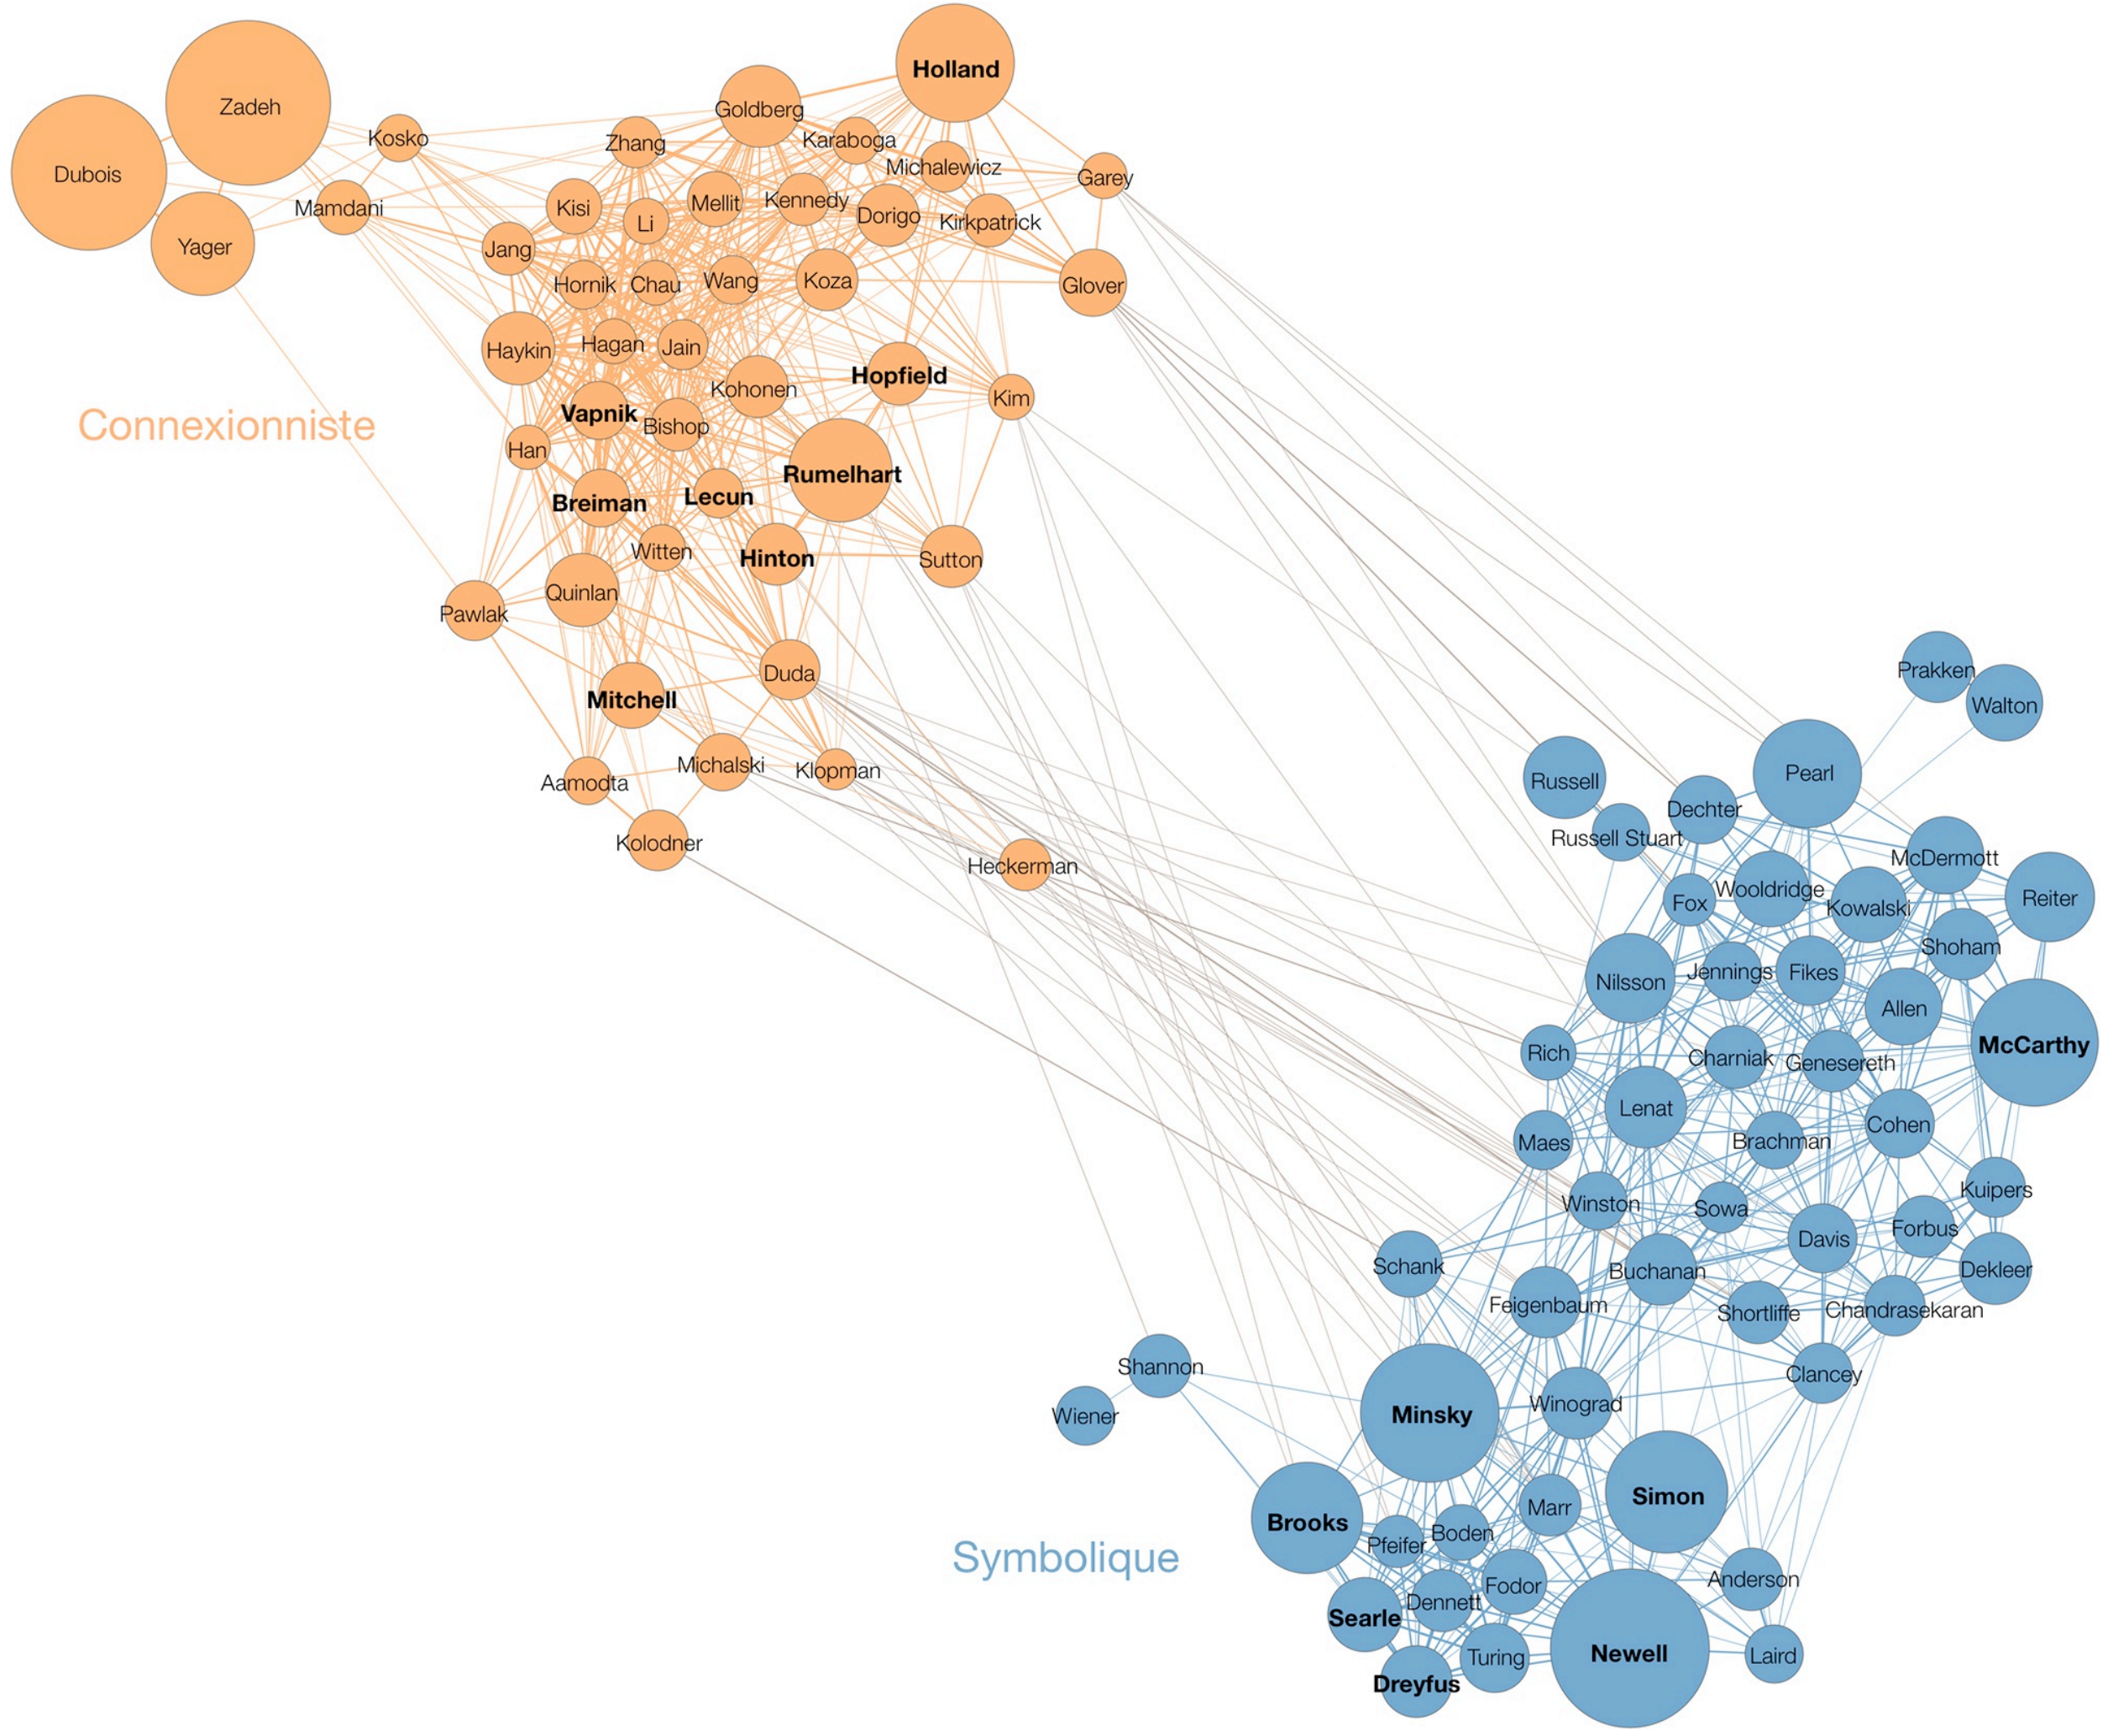 Holland
Zadeh
Goldberg
Kosko
Zhang
Karaboga
Michalewicz
Dubois
Garey
Mamdani
Kisi
Li
Mellit
Kennedy
Dorigo
Kirkpatrick
Yager
Jang
Hornik
Chau
Wang
Koza
Glover
Haykin
Hagan
Jain
Kohonen
Hopfield
Kim
Connexionniste
Vapnik
Bishop
Han
Rumelhart
Breiman
Lecun
Witten
Hinton
Sutton
Quinlan
Pawlak
Duda
Mitchell
Michalski
Klopman
Aamodta
Kolodner
Heckerman
Prakken
Walton
Pearl
Russell
Dechter
Russell Stuart
McDermott
Wooldridge
Fox
Kowalski
Reiter
Shoham
Nilsson
Jennings
Fikes
Allen
McCarthy
Rich
Charniak
Genesereth
Lenat
Cohen
Maes
Brachman
Winston
Sowa
Kuipers
Forbus
Davis
Schank
Buchanan
Dekleer
Feigenbaum
Shortliffe
Chandrasekaran
Shannon
Clancey
Wiener
Minsky
Winograd
Simon
Marr
Brooks
Boden
Pfeifer
Symbolique
Anderson
Fodor
Dennett
Searle
Newell
Turing
Laird
Dreyfus